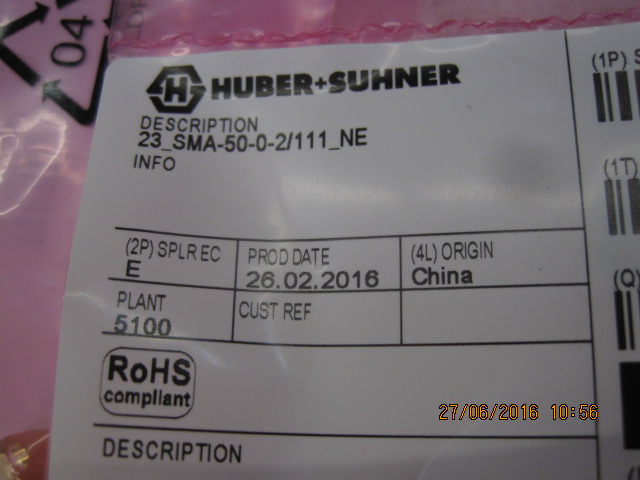 04
HUBER+SUHNER
DESCRIPTION
23_SMA-50-0-2/111_NE
INFO
(2P) SPLR EC
E
PROD DATE
26.02.2016
(4L) ORIGIN
China
PLANT
5100
CUST REF
RoHS
compliant
DESCRIPTION
(1P) S
(1T)
(Q)
27/06/2016 10:56